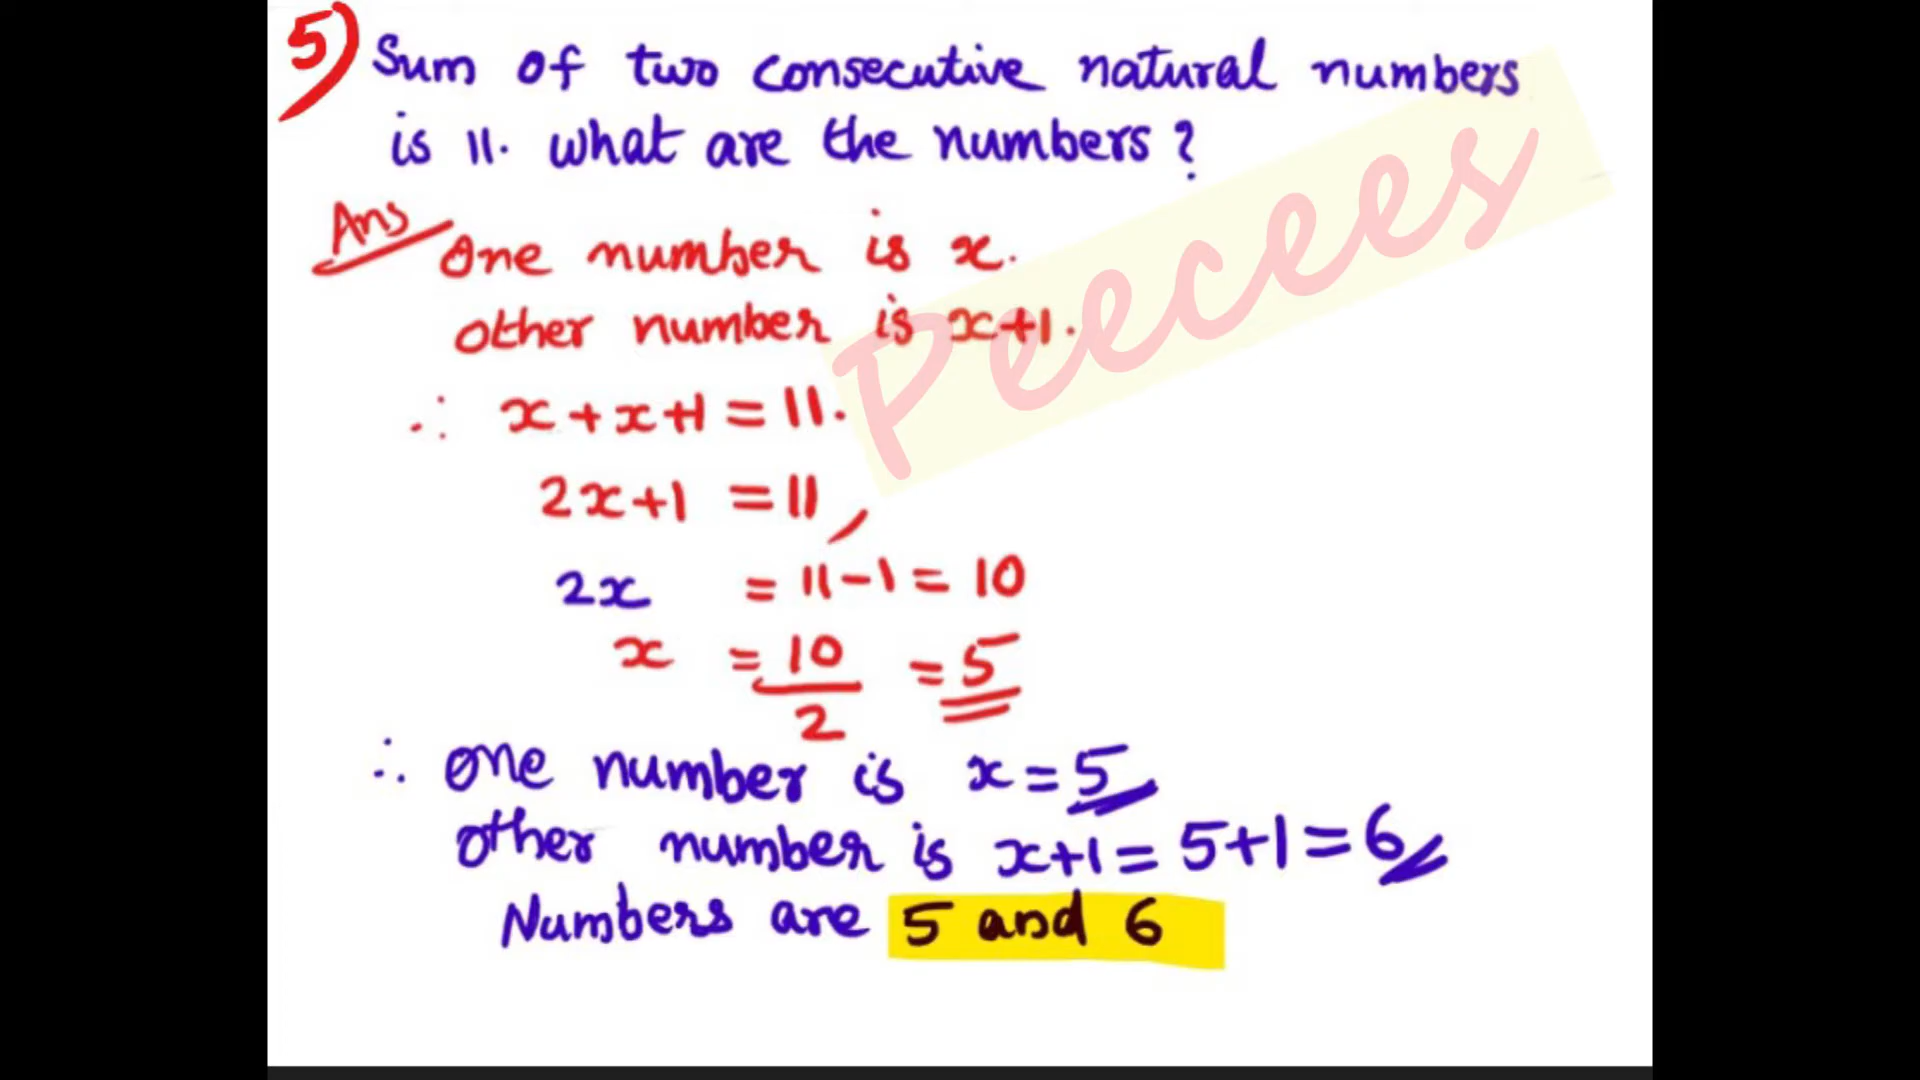 5) Sum of two consecutive natural numbers
is 11. what are the numbers?
Ans One number is x.
other number is x+1.
∴ x + x+1 = 11.
2x+1 = 11
2x = 11-1 = 10
x = 10/2 = 5
∴ one number is x = 5
other number is x+1 = 5+1 = 6
Numbers are 5 and 6
Peecees